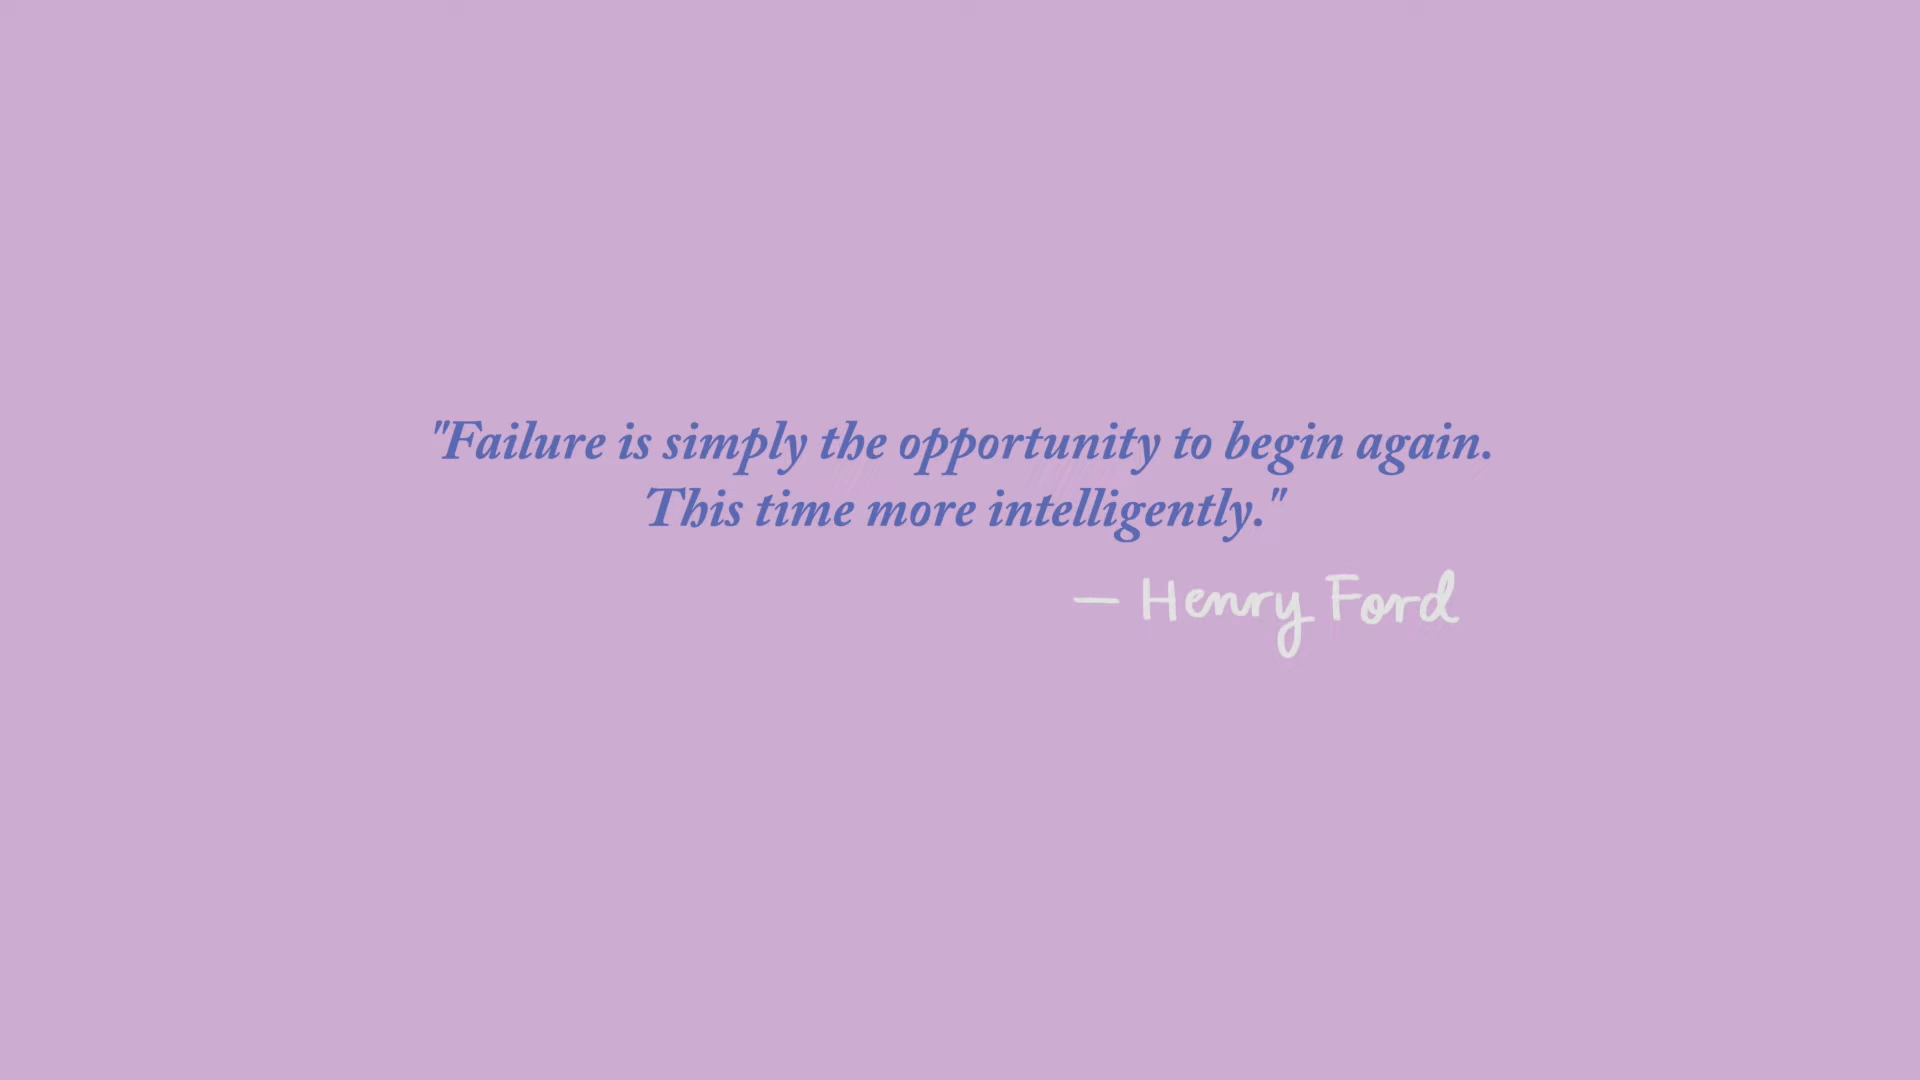 "Failure is simply the opportunity to begin again.
This time more intelligently."
— Henry Ford